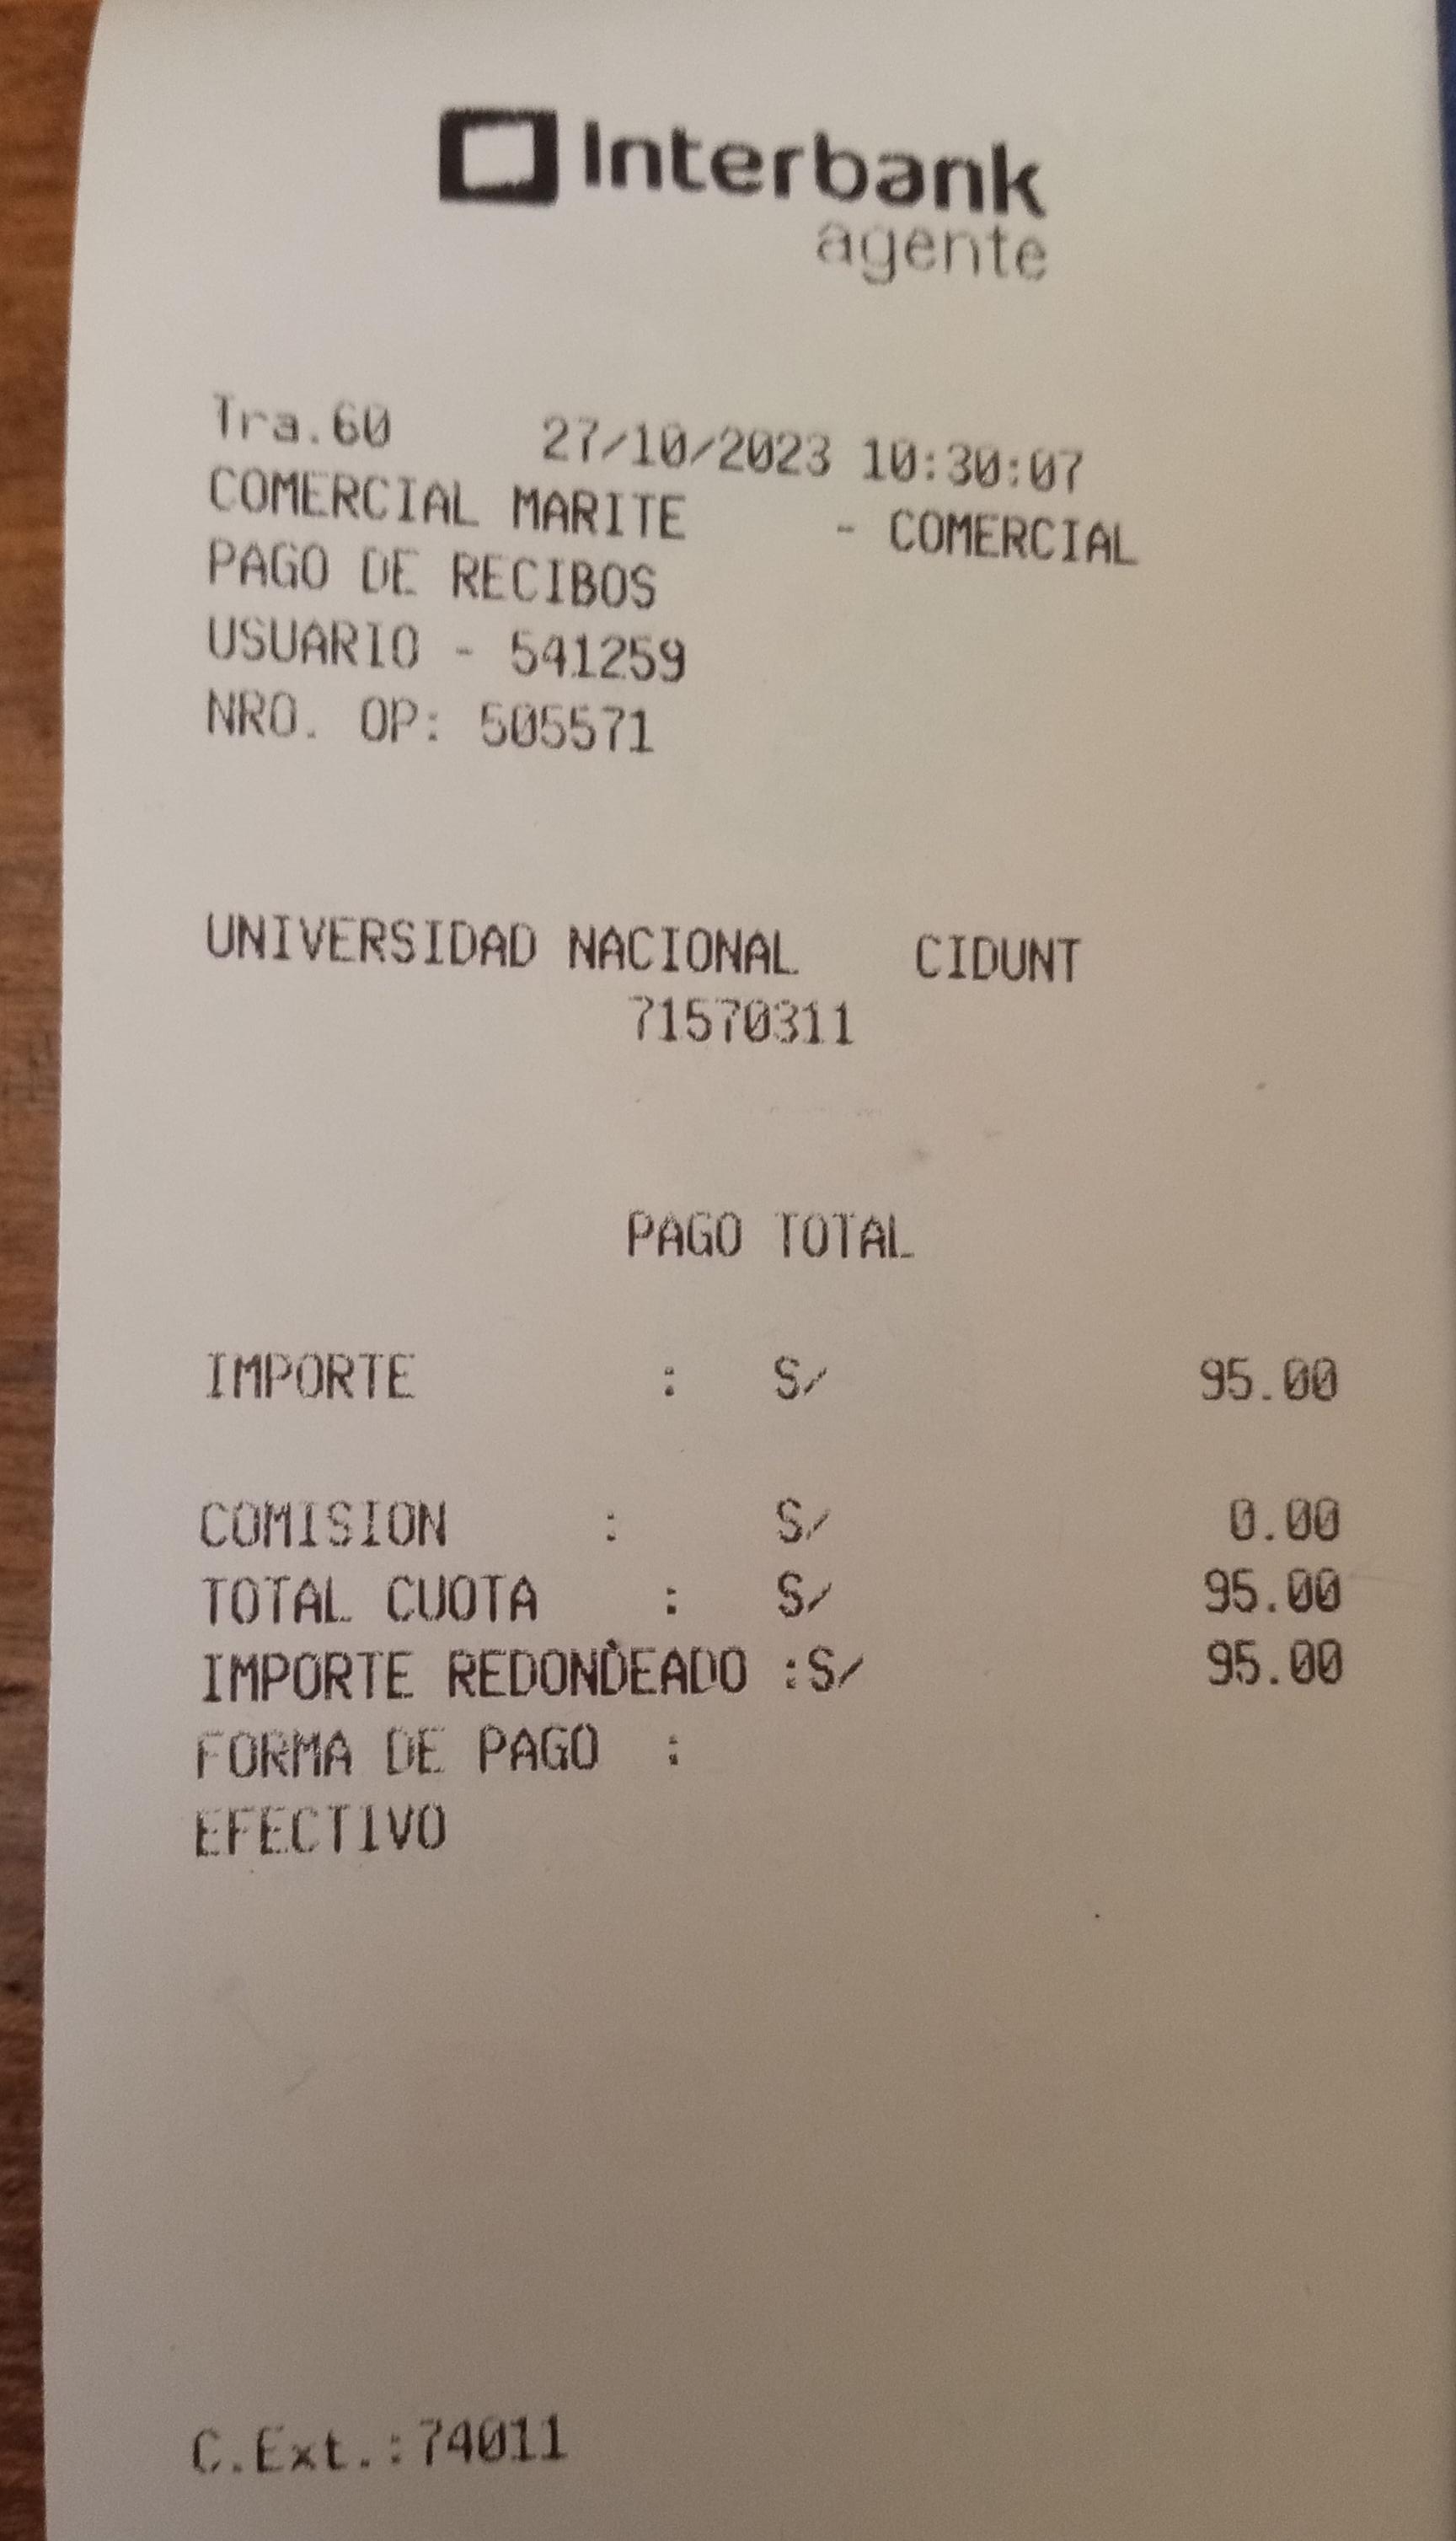 Interbank
agente
Tra.60 27/10/2023 10:30:07
COMERCIAL MARITE - COMERCIAL
PAGO DE RECIBOS
USUARIO - 541259
NRO. OP: 505571
UNIVERSIDAD NACIONAL CIDUNT
71570311
PAGO TOTAL
IMPORTE : S/ 95.00
COMISION : S/ 0.00
TOTAL CUOTA : S/ 95.00
IMPORTE REDONDEADO :S/ 95.00
FORMA DE PAGO :
EFECTIVO
C.Ext.:74011